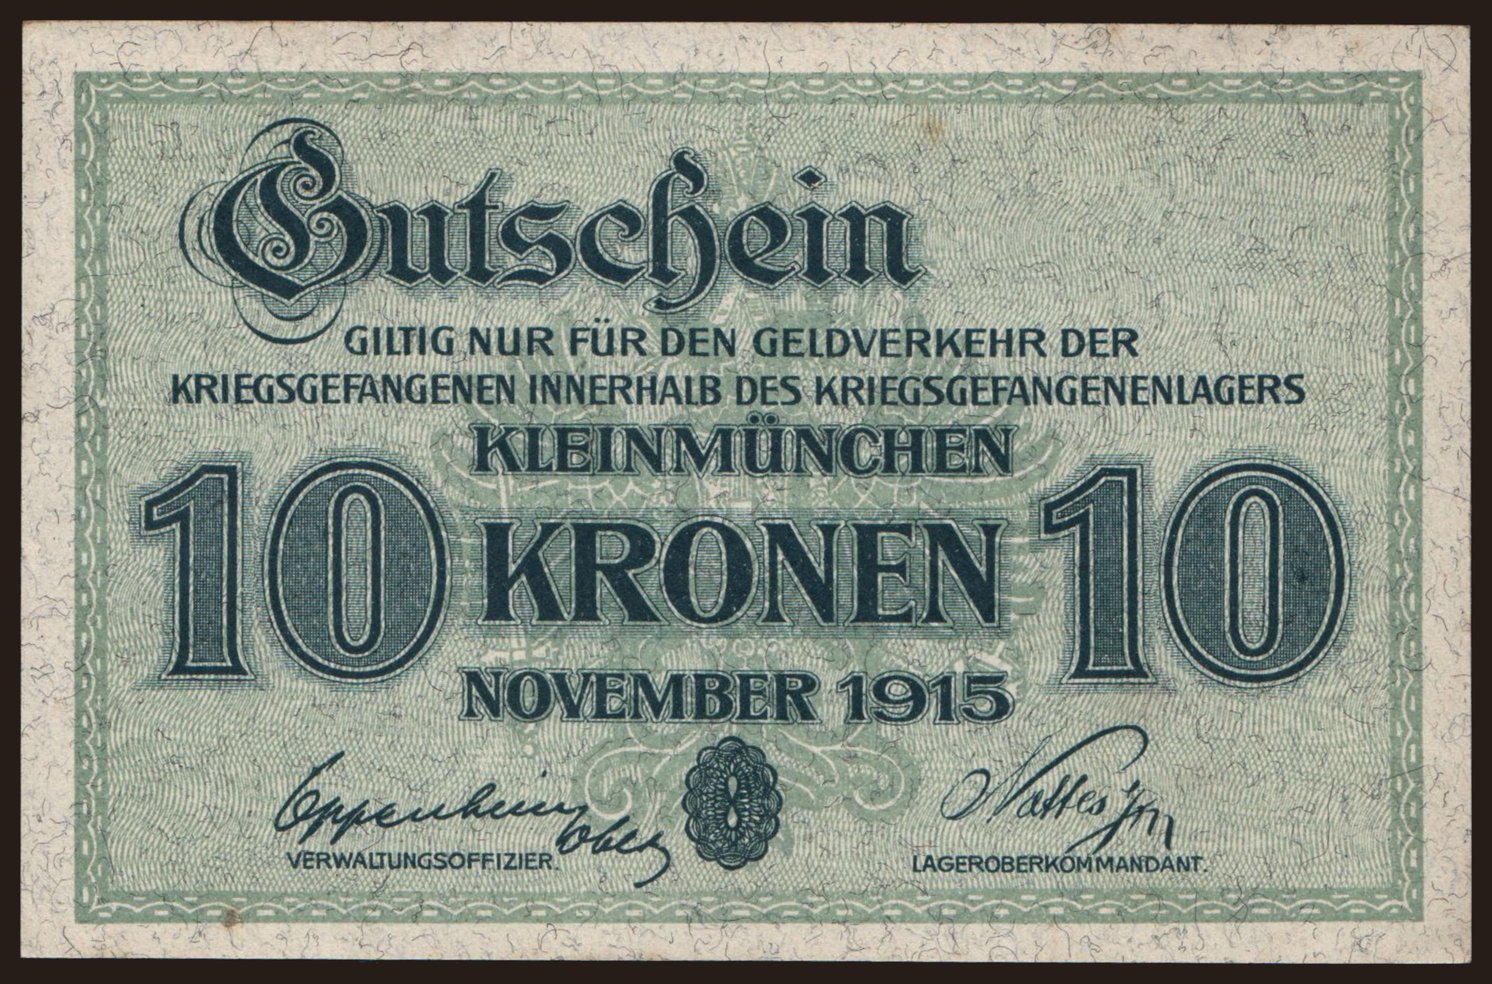 Gutschein
GILTIG NUR FÜR DEN GELDVERKEHR DER
KRIEGSGEFANGENEN INNERHALB DES KRIEGSGEFANGENENLAGERS
KLEINMÜNCHEN
10 KRONEN 10
NOVEMBER 1915
Oppenheim
VERWALTUNGSOFFIZIER.
LAGEROBERKOMMANDANT.